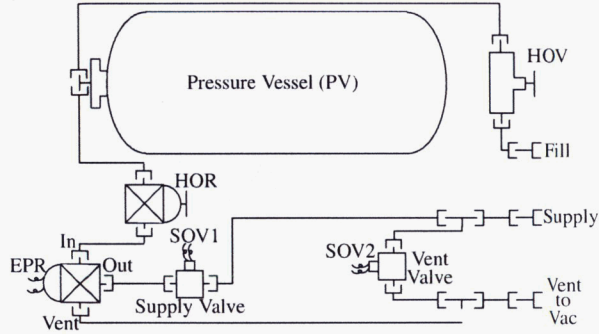 Pressure Vessel (PV)
HOV
Fill
HOR
SOV1
In
EPR
Out
Supply Valve
Vent
SOV2
Vent
Valve
Supply
Vent
to
Vac